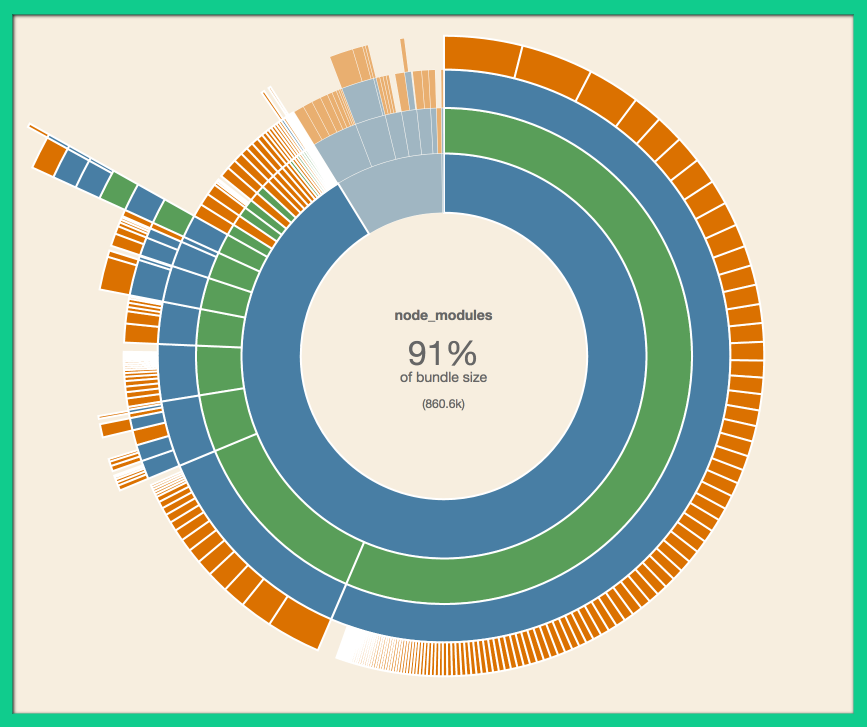 node_modules
91%
of bundle size
(860.6k)